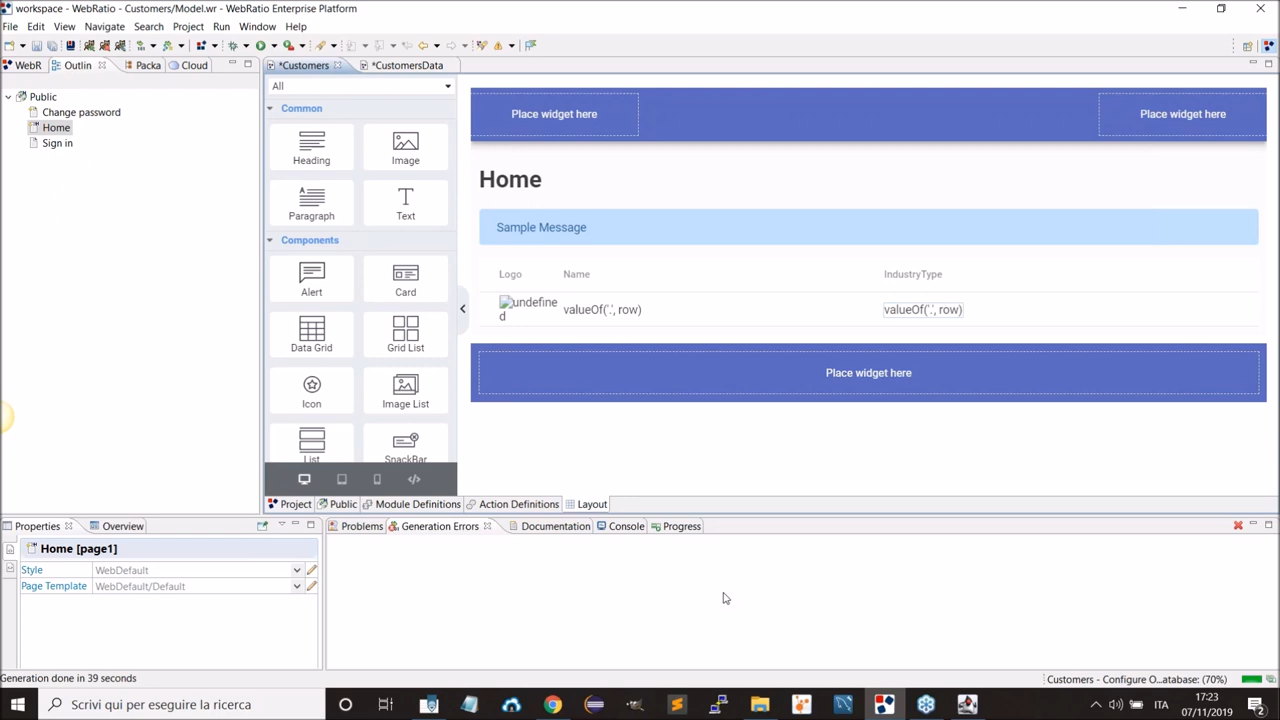 workspace - WebRatio - Customers/Model.wr - WebRatio Enterprise Platform
File Edit View Navigate Search Project Run Window Help
WebR Outlin Packa Cloud
*Customers *CustomersData
Public
Change password
Home
Sign in
All
Common
Heading Image
Paragraph Text
Components
Alert Card
Data Grid Grid List
Icon Image List
List SnackBar
Place widget here Place widget here
Home
Sample Message
Logo Name IndustryType
undefine
d
valueOf('.', row) valueOf('.', row)
Place widget here
Project Public Module Definitions Action Definitions Layout
Properties Overview
Problems Generation Errors Documentation Console Progress
Home [page1]
Style WebDefault
Page Template WebDefault/Default
Generation done in 39 seconds
Customers - Configure O...atabase: (70%)
Scrivi qui per eseguire la ricerca
ITA
17:23
07/11/2019
2